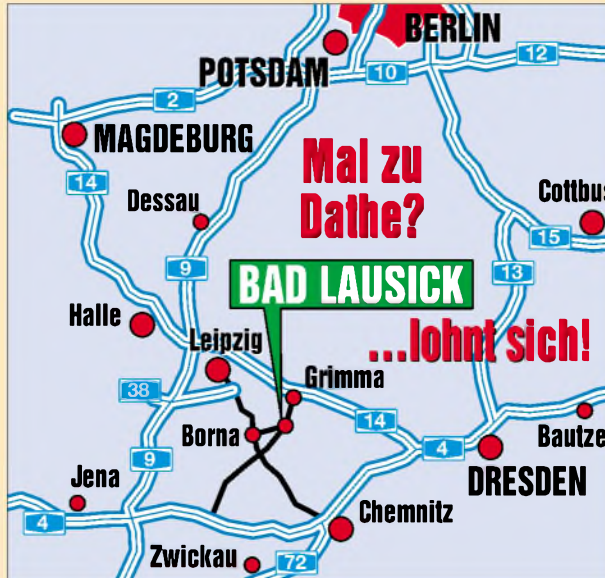 BERLIN
POTSDAM
12
10
2
MAGDEBURG
Mal zu
Dathe?
14
Dessau
Cottbus
15
9
13
BAD LAUSICK
Halle
Leipzig
...lohnt sich!
Grimma
38
14
Borna
4
Bautze
9
DRESDEN
Jena
4
Chemnitz
Zwickau
72